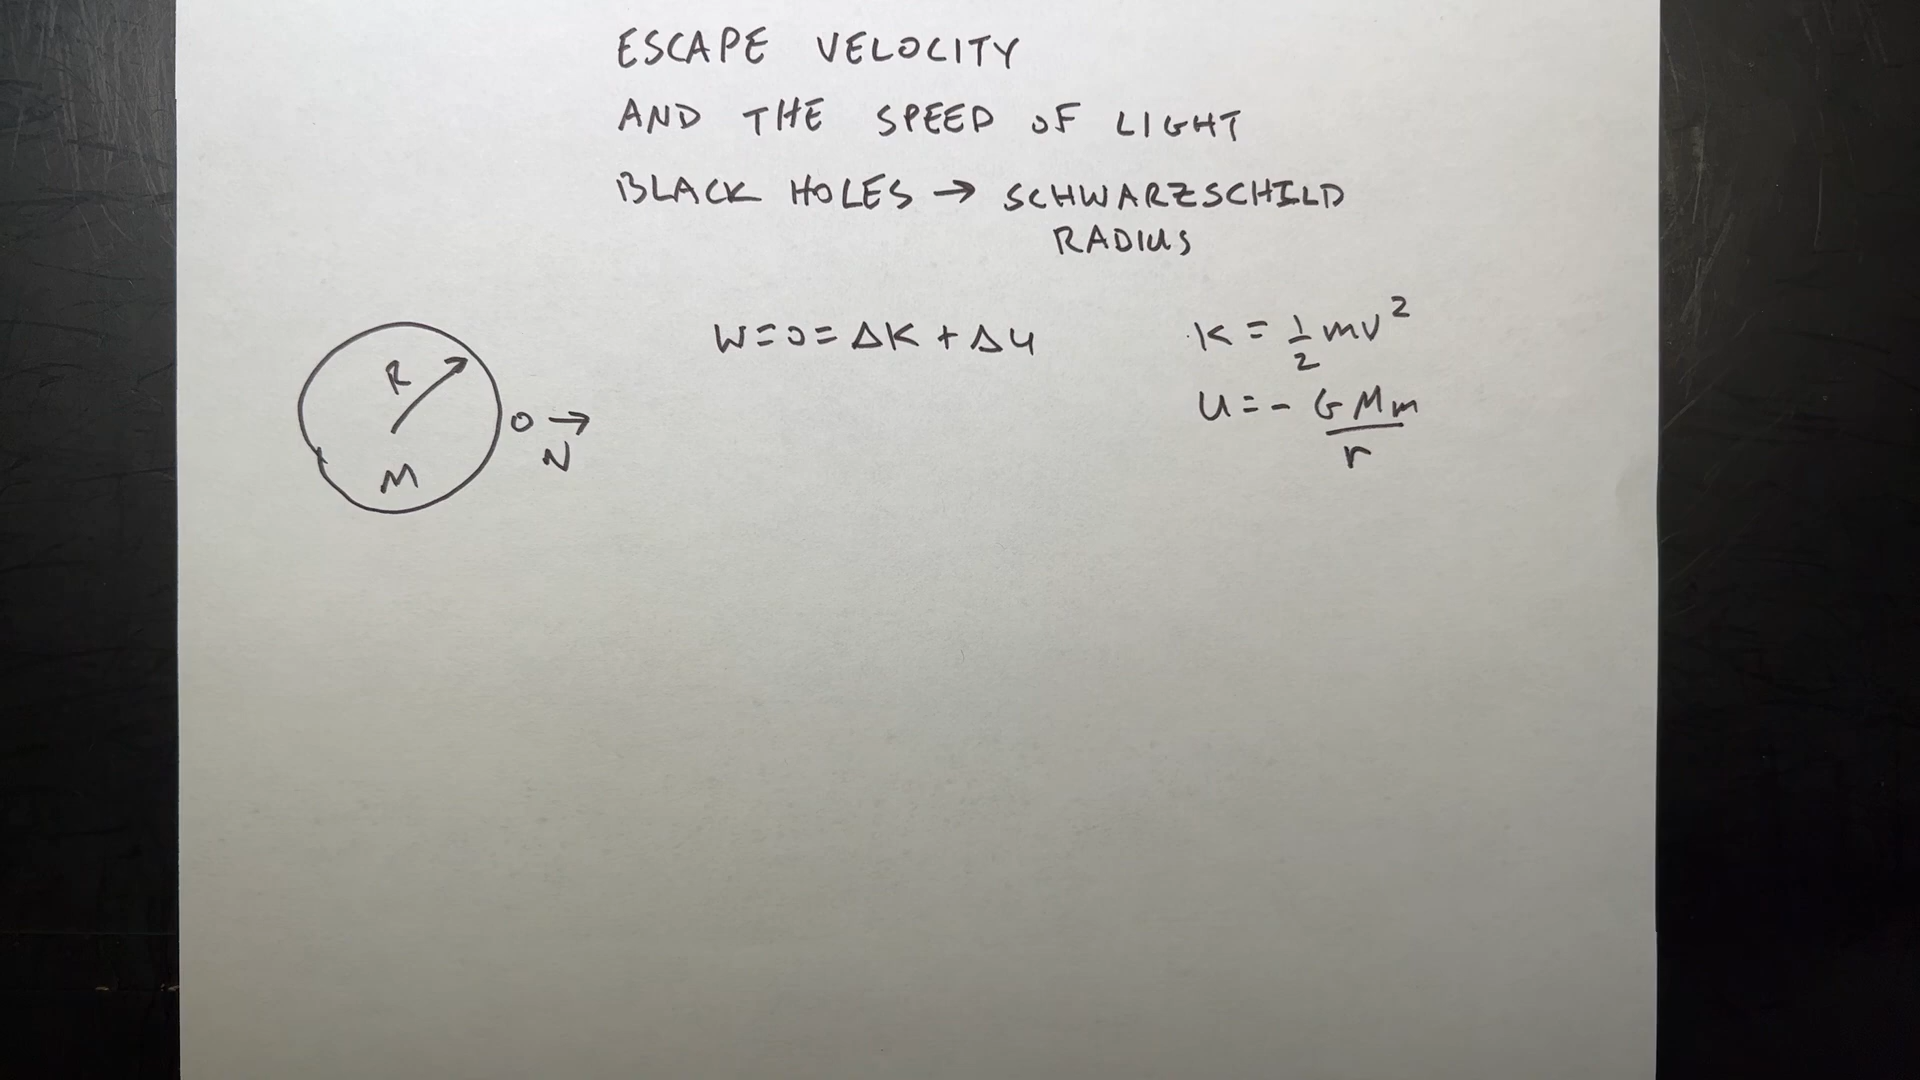 ESCAPE VELOCITY
AND THE SPEED OF LIGHT
BLACK HOLES → SCHWARZSCHILD
RADIUS
W=0=ΔK+ΔU
K=1/2 mv²
U=-GMm/r
R
M
v